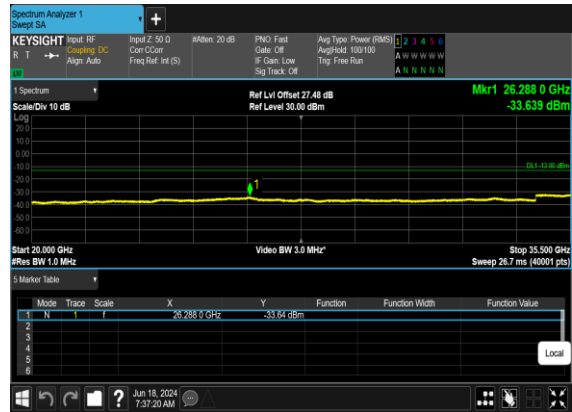 Spectrum Analyzer 1
Swept SA
+
KEYSIGHT Input: RF Input Z: 50 Ω #Atten: 20 dB PNO: Fast Avg Type: Power (RMS) 1 2 3 4 5 6
R T Coupling: DC Corr CCorr Gate: Off Avg|Hold: 100/100 A W W W W W
Align: Auto Freq Ref: Int (S) IF Gain: Low Trig: Free Run
Sig Track: Off A N N N N N
LXI
1 Spectrum Ref Lvl Offset 27.48 dB Mkr1 26.288 0 GHz
Scale/Div 10 dB Ref Level 30.00 dBm -33.639 dBm
Log
20.0
10.0
0.00
-10.0
DL1 -13.00 dBm
-20.0
1
-30.0
-40.0
-50.0
-60.0
Start 20.000 GHz Video BW 3.0 MHz* Stop 35.500 GHz
#Res BW 1.0 MHz Sweep 26.7 ms (40001 pts)
5 Marker Table
Mode Trace Scale X Y Function Function Width Function Value
1 N 1 f 26.288 0 GHz -33.64 dBm
2
3
4
5
6
Local
? Jun 18, 2024
7:37:20 AM